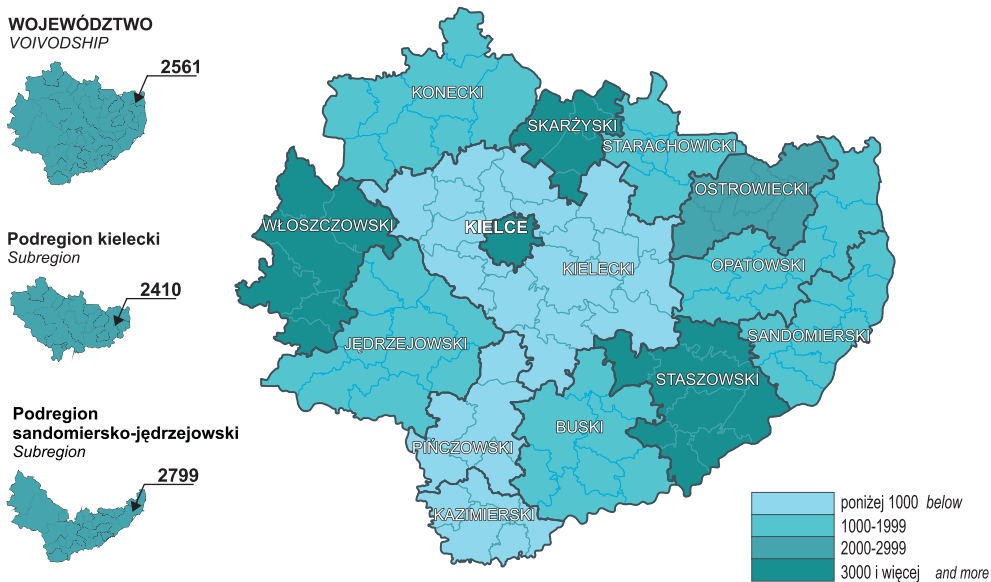 WOJEWÓDZTWO
VOIVODSHIP
2561
Podregion kielecki
Subregion
2410
Podregion
sandomiersko-jędrzejowski
Subregion
2799
KONECKI
SKARŻYSKI
STARACHOWICKI
OSTROWIECKI
WŁOSZCZOWSKI
KIELCE
KIELECKI
OPATOWSKI
SANDOMIERSKI
JĘDRZEJOWSKI
STASZOWSKI
BUSKI
PIŃCZOWSKI
KAZIMIERSKI
poniżej 1000 below
1000-1999
2000-2999
3000 i więcej and more